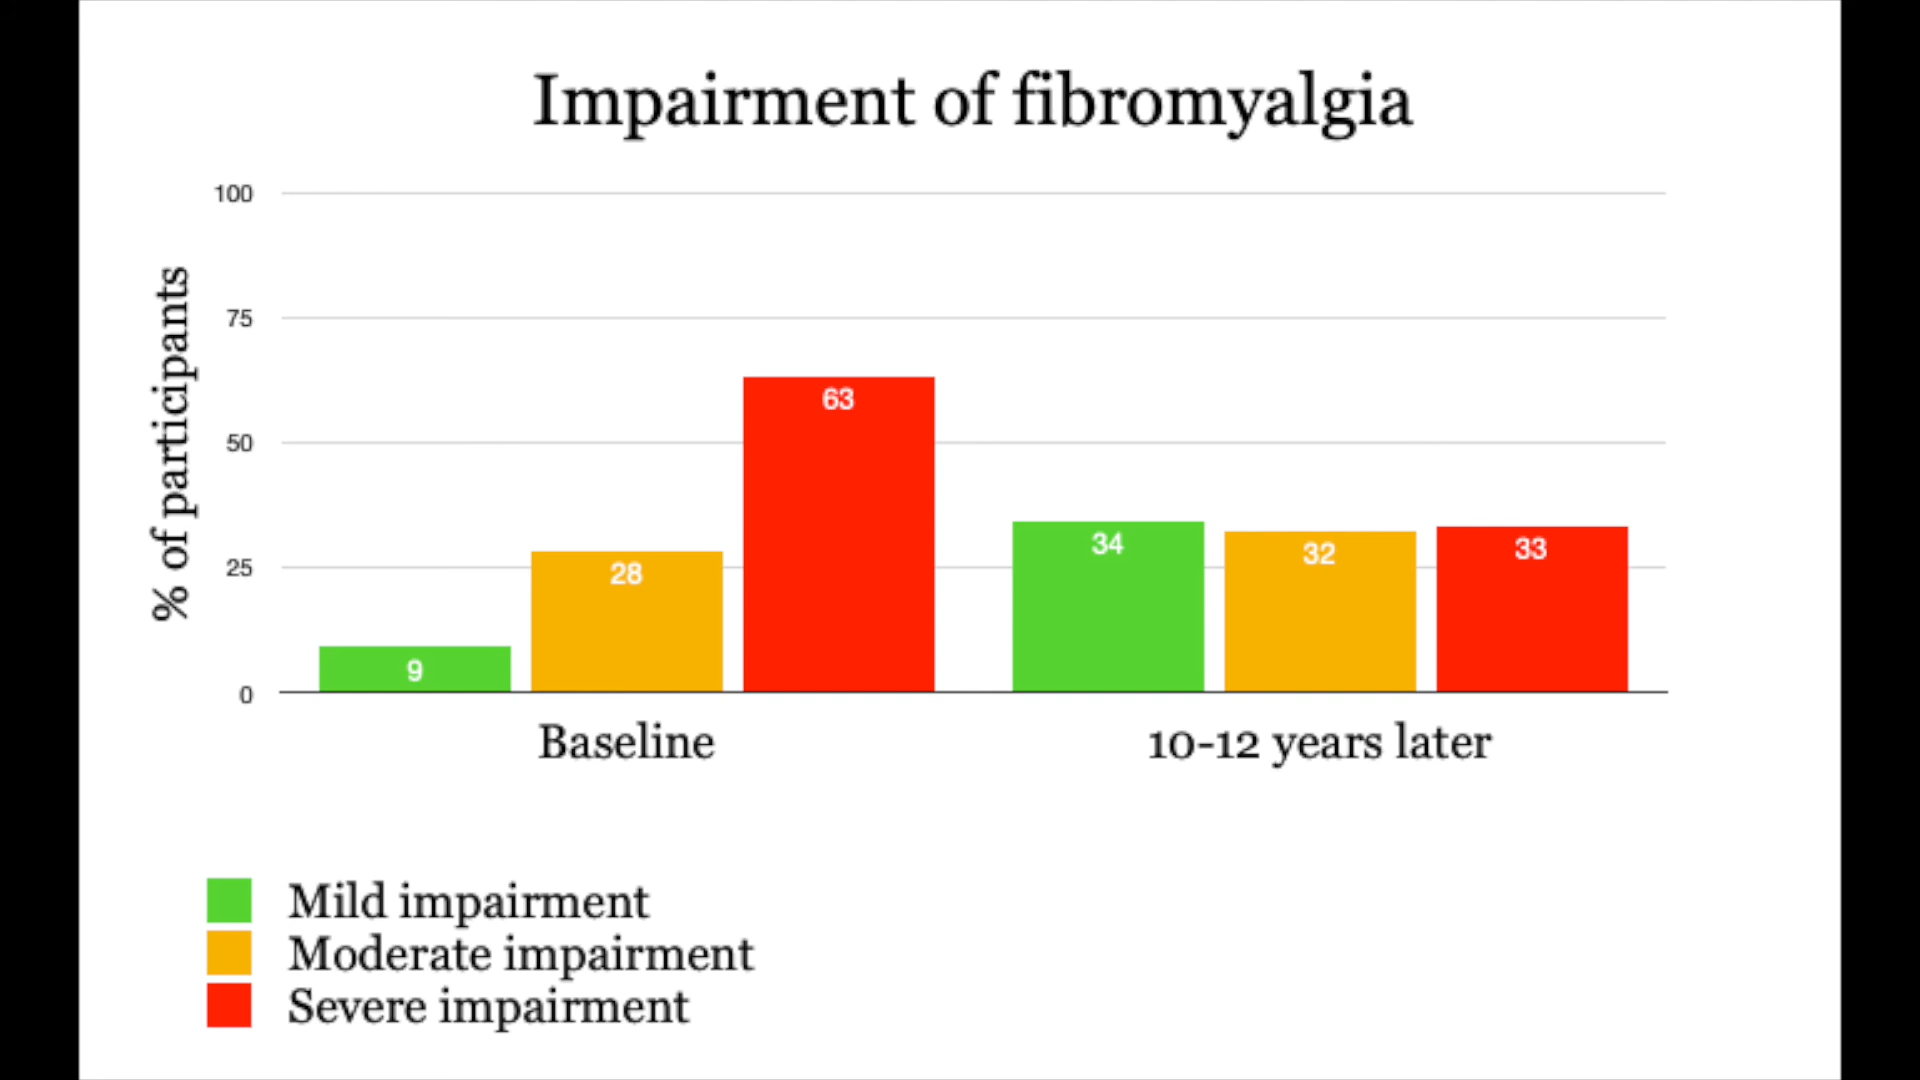 Impairment of fibromyalgia
% of participants
100
75
50
25
0
9
28
63
34
32
33
Baseline
10-12 years later
Mild impairment
Moderate impairment
Severe impairment